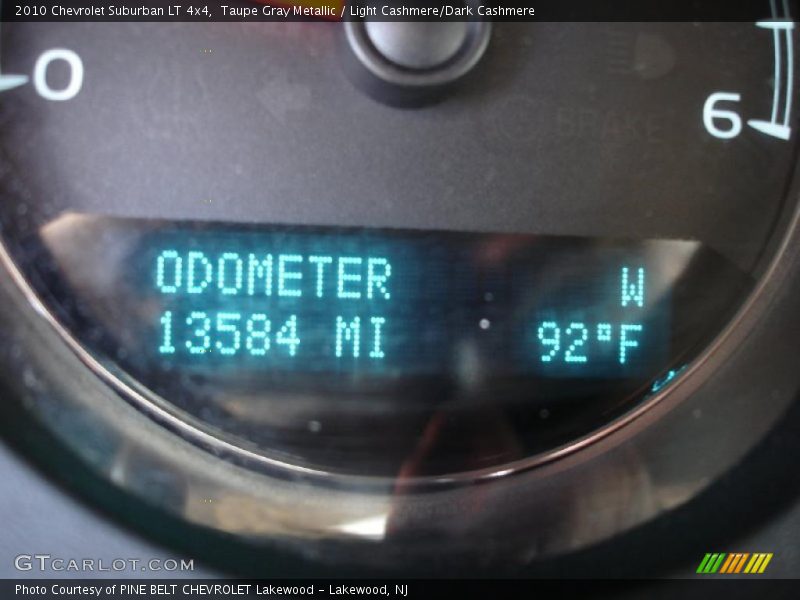 2010 Chevrolet Suburban LT 4x4, Taupe Gray Metallic / Light Cashmere/Dark Cashmere
0
6
BRAKE
ODOMETER W
13584 MI 92°F
GTCARLOT.COM
Photo Courtesy of PINE BELT CHEVROLET Lakewood - Lakewood, NJ